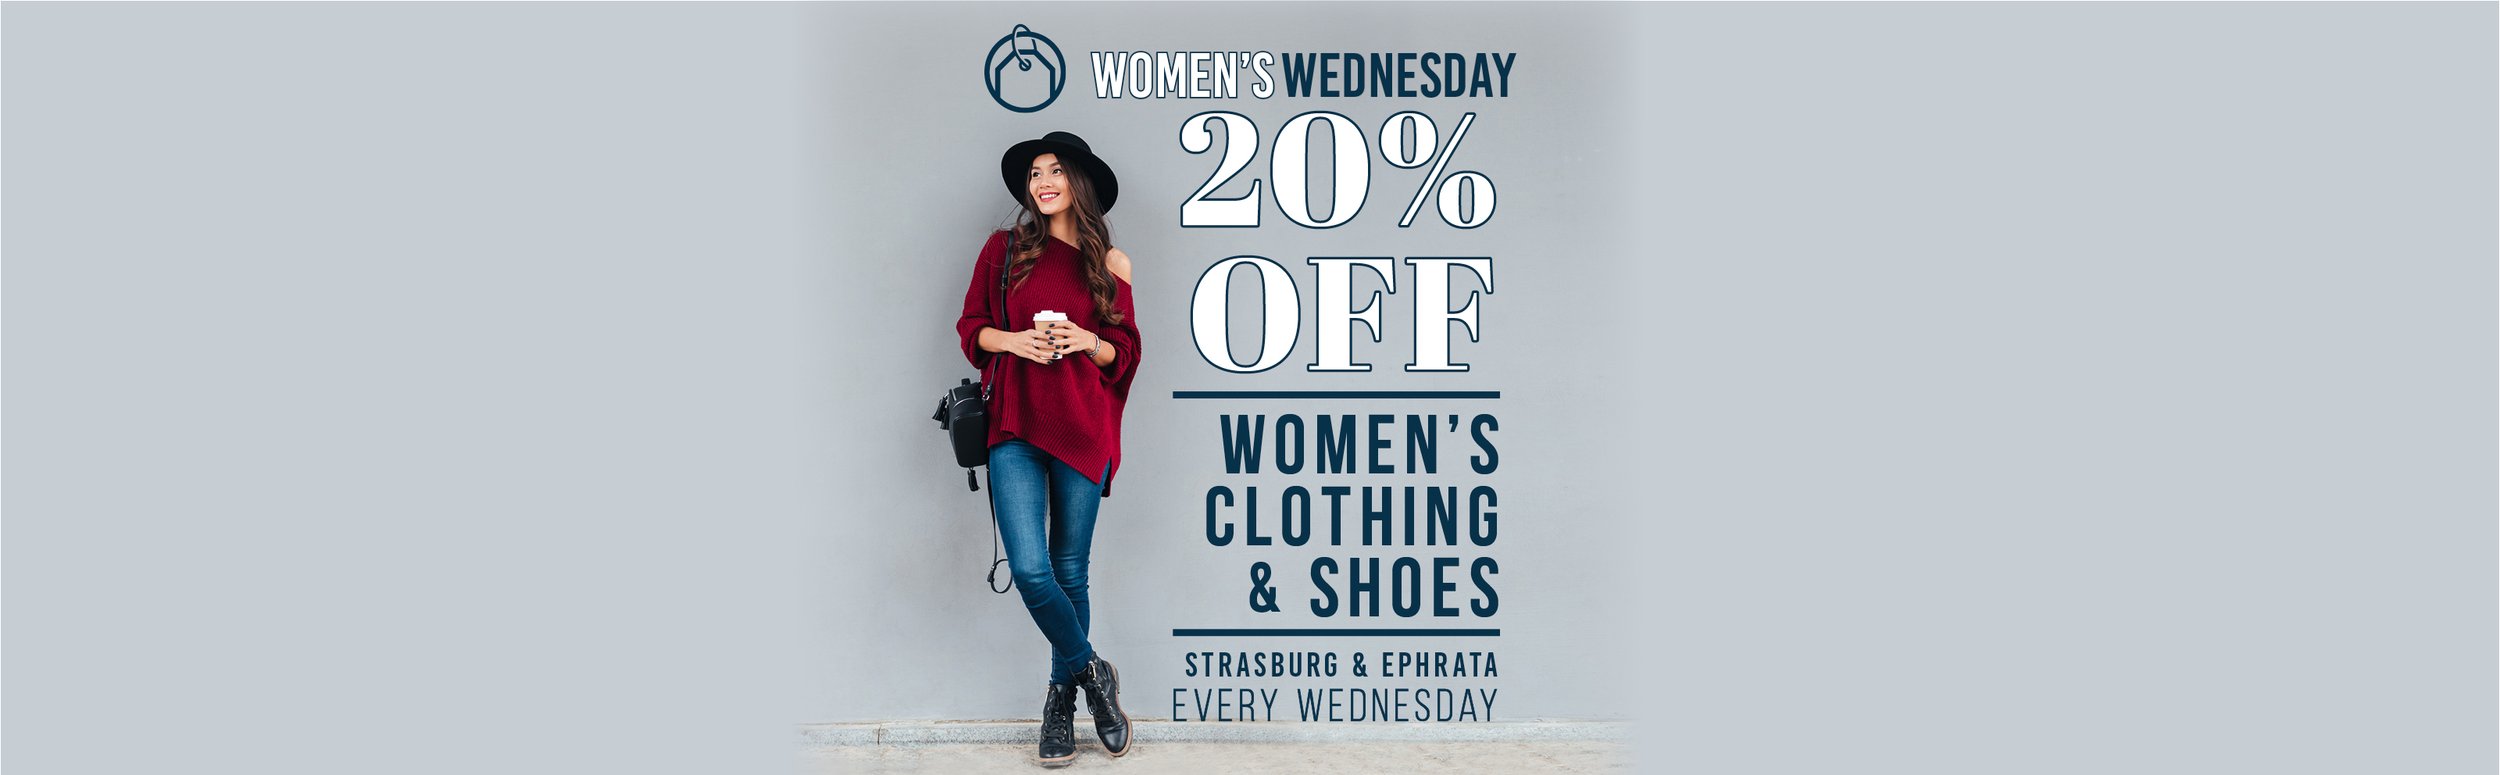 WOMEN'S WEDNESDAY
20%
OFF
WOMEN'S
CLOTHING
& SHOES
STRASBURG & EPHRATA
EVERY WEDNESDAY